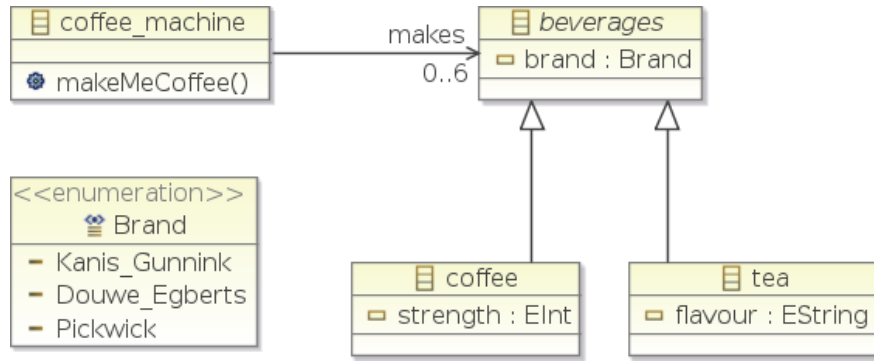 coffee_machine
makeMeCoffee()
makes
0..6
beverages
brand : Brand
<<enumeration>>
Brand
Kanis_Gunnink
Douwe_Egberts
Pickwick
coffee
strength : EInt
tea
flavour : EString